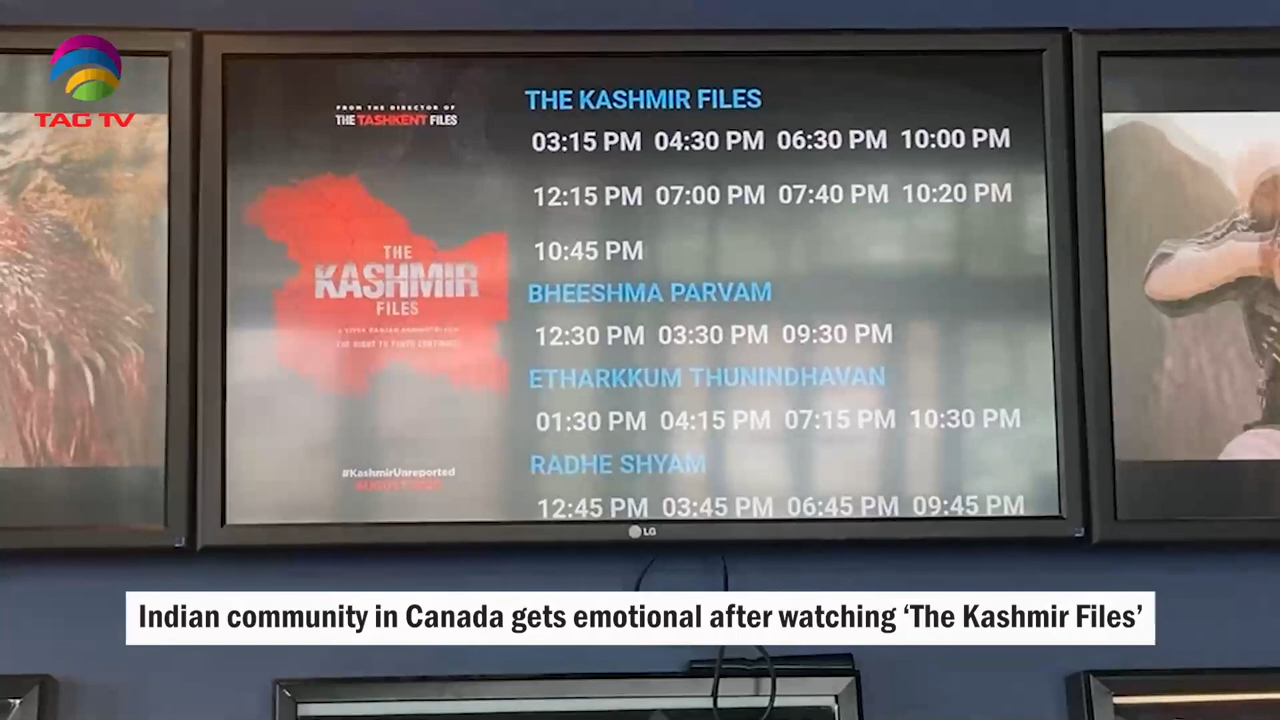 TAG TV
FROM THE DIRECTOR OF
THE TASHKENT FILES
THE
KASHMIR
FILES
#KashmirUnreported
THE KASHMIR FILES
03:15 PM 04:30 PM 06:30 PM 10:00 PM
12:15 PM 07:00 PM 07:40 PM 10:20 PM
10:45 PM
BHEESHMA PARVAM
12:30 PM 03:30 PM 09:30 PM
ETHARKKUM THUNINDHAVAN
01:30 PM 04:15 PM 07:15 PM 10:30 PM
RADHE SHYAM
12:45 PM 03:45 PM 06:45 PM 09:45 PM
LG
Indian community in Canada gets emotional after watching ‘The Kashmir Files’